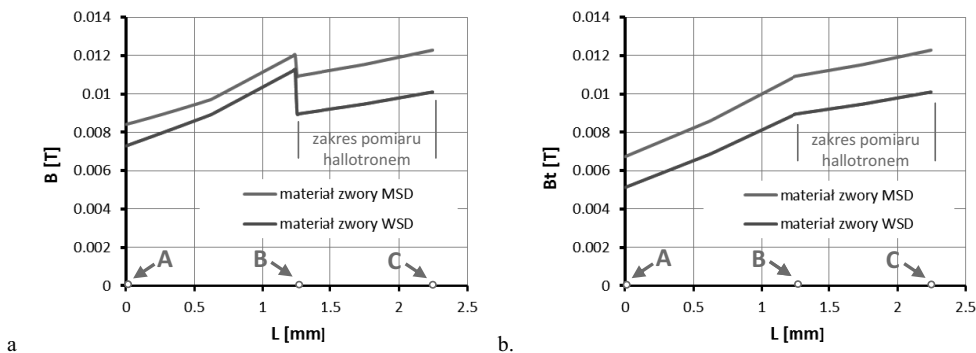 0.014
0.012
0.01
0.008
0.006
0.004
0.002
0
B [T]
zakres pomiaru
hallotronem
materiał zwory MSD
materiał zwory WSD
A
B
C
0
0.5
1
1.5
2
2.5
L [mm]
a
0.014
0.012
0.01
0.008
0.006
0.004
0.002
0
Bt [T]
zakres pomiaru
hallotronem
materiał zwory MSD
materiał zwory WSD
A
B
C
0
0.5
1
1.5
2
2.5
L [mm]
b.